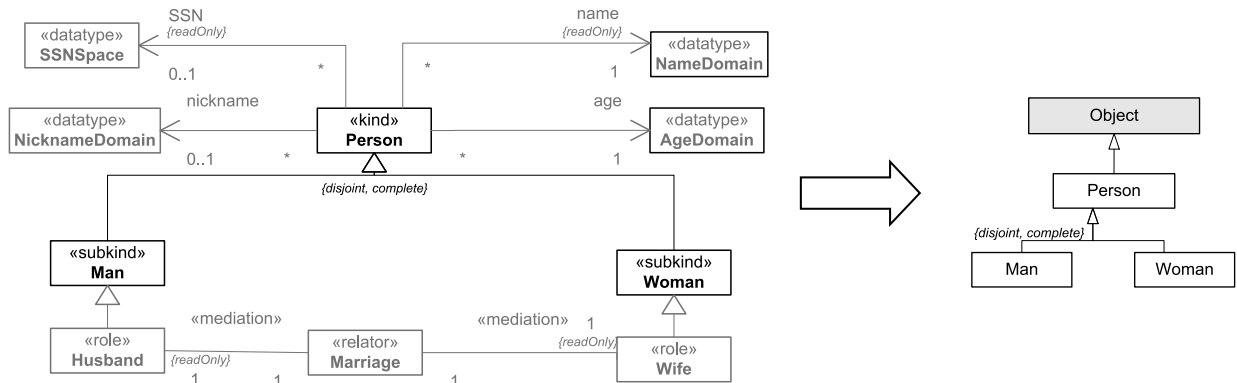 SSN
{readOnly}
name
{readOnly}
«datatype»
SSNSpace
«datatype»
NameDomain
0..1
*
*
1
nickname
age
«datatype»
NicknameDomain
«kind»
Person
«datatype»
AgeDomain
0..1
*
*
1
{disjoint, complete}
«subkind»
Man
«subkind»
Woman
«mediation»
«mediation»
1
«role»
Husband
{readOnly}
«relator»
Marriage
{readOnly}
«role»
Wife
1
1
1
Object
Person
{disjoint, complete}
Man
Woman